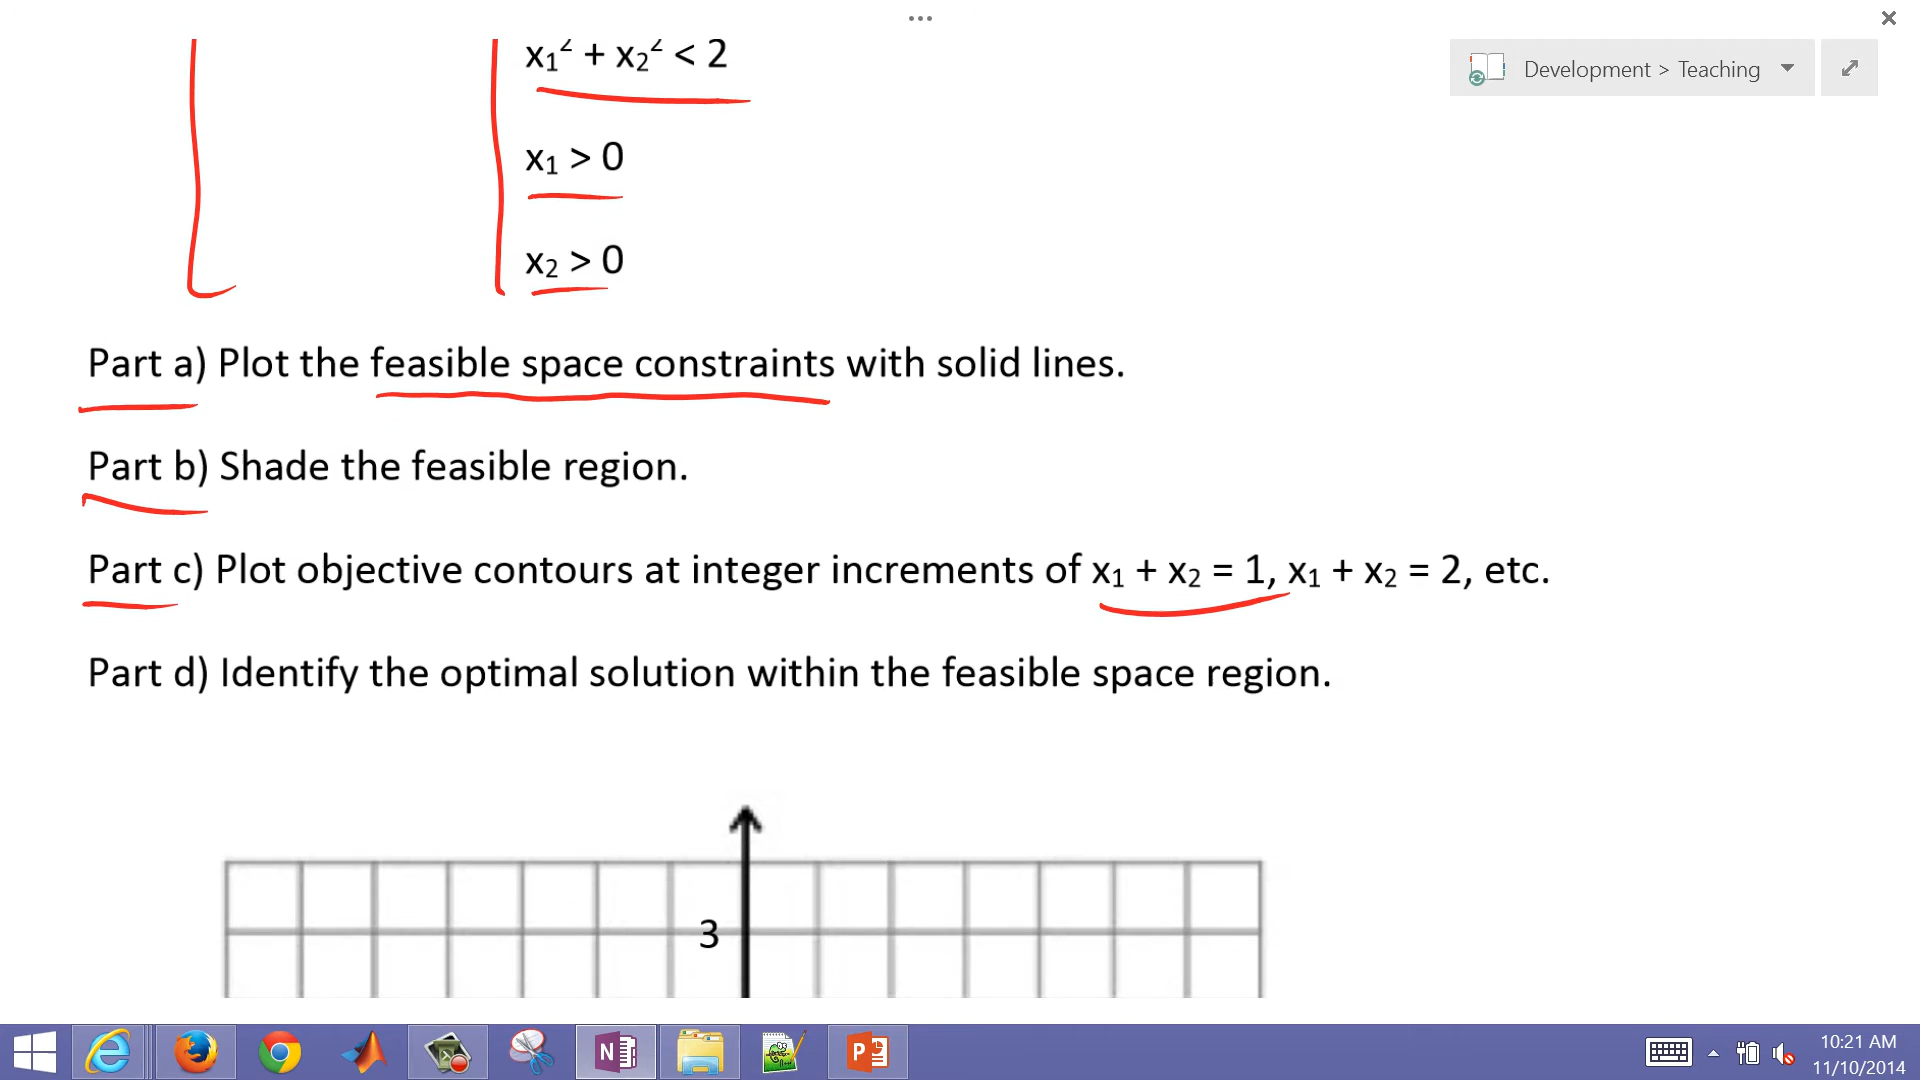 x₁² + x₂² < 2
Development > Teaching
x₁ > 0
x₂ > 0
Part a) Plot the feasible space constraints with solid lines.
Part b) Shade the feasible region.
Part c) Plot objective contours at integer increments of x₁ + x₂ = 1, x₁ + x₂ = 2, etc.
Part d) Identify the optimal solution within the feasible space region.
3
10:21 AM
11/10/2014